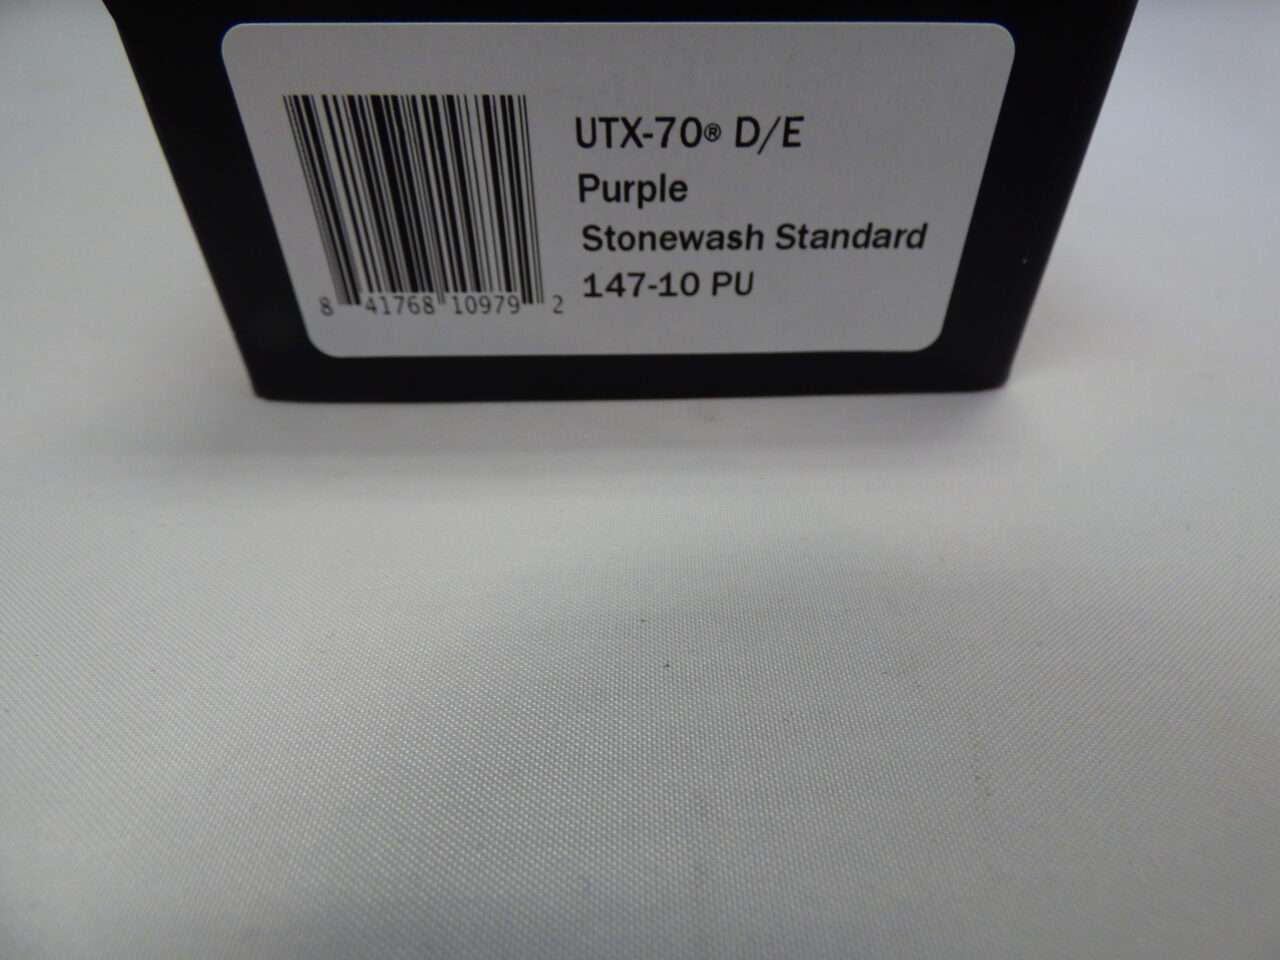 UTX-70® D/E
Purple
Stonewash Standard
147-10 PU
8 41768 10979 2